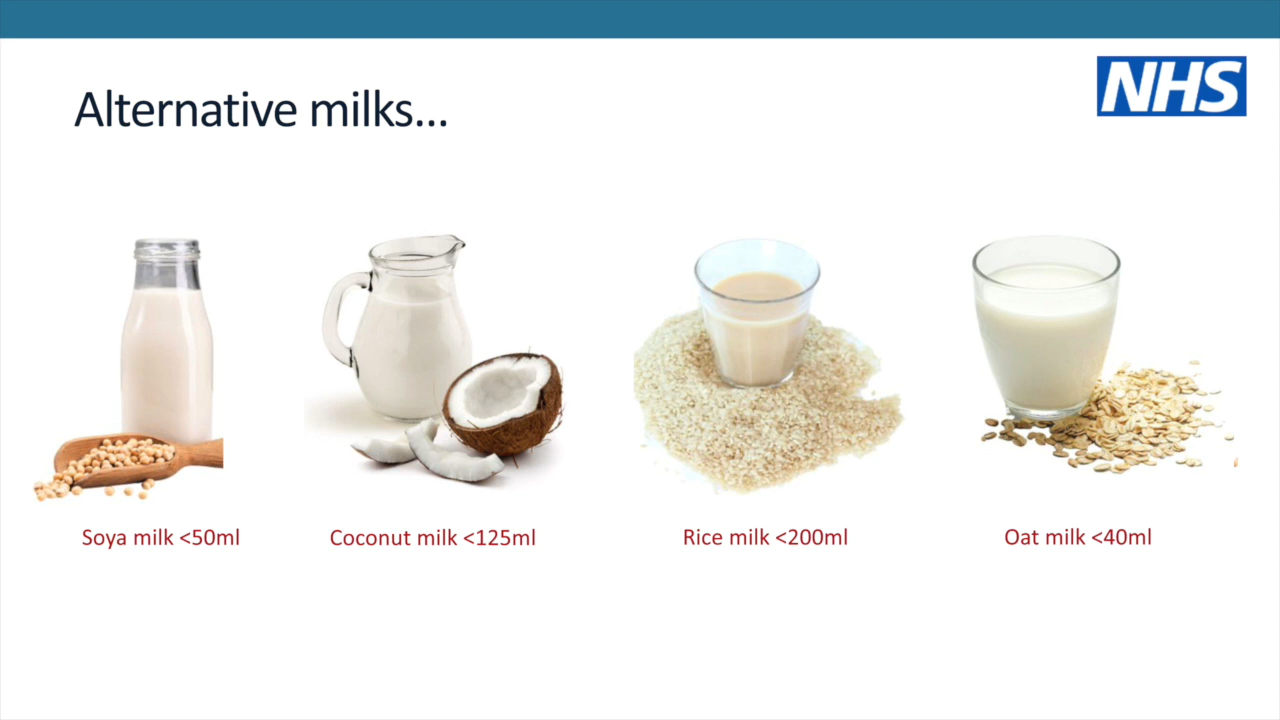 NHS
Alternative milks...
Soya milk <50ml
Coconut milk <125ml
Rice milk <200ml
Oat milk <40ml